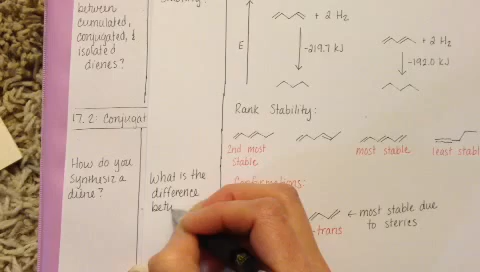 between
cumulated,
conjugated, &
isolated
dienes?
17.2: Conjugat
How do you
synthesize a
diene?
What is the
difference
betw
E
+ 2 H₂
-219.7 kJ
+ 2 H₂
-192.0 kJ
Rank Stability:
2nd most
stable
most stable
least stabl
Conformations:
-trans
← most stable due
to sterics